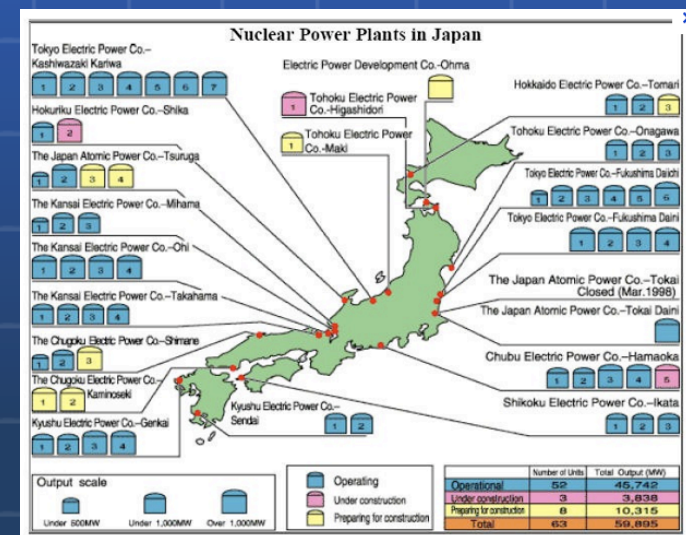 Nuclear Power Plants in Japan
Tokyo Electric Power Co.–
Kashiwazaki Kariwa
1 2 3 4 5 6 7
Hokuriku Electric Power Co.–Shika
1 2
The Japan Atomic Power Co.–Tsuruga
1 2 3 4
The Kansai Electric Power Co.–Mihama
1 2 3
The Kansai Electric Power Co.–Ohi
1 2 3 4
The Kansai Electric Power Co.–Takahama
1 2 3 4
The Chugoku Electric Power Co.–Shimane
1 2 3
The Chugoku Electric Power Co.–
Kaminoseki
1 2
Kyushu Electric Power Co.–Genkai
1 2 3 4
Electric Power Development Co.–Ohma
1
Tohoku Electric Power
Co.–Higashidori
1
Tohoku Electric Power
Co.–Maki
Hokkaido Electric Power Co.–Tomari
1 2 3
Tohoku Electric Power Co.–Onagawa
1 2 3
Tokyo Electric Power Co.–Fukushima Daiichi
1 2 3 4 5 6
Tokyo Electric Power Co.–Fukushima Daini
1 2 3 4
The Japan Atomic Power Co.–Tokai
Closed (Mar.1998)
The Japan Atomic Power Co.–Tokai Daini
Chubu Electric Power Co.–Hamaoka
1 2 3 4 5
Shikoku Electric Power Co.–Ikata
1 2 3
Kyushu Electric Power Co.–
Sendai
1 2
Output scale
Under 500MW Under 1,000MW Over 1,000MW
Operating
Under construction
Preparing for construction
Number of Units Total Output (MW)
Operational 52 45,742
Under construction 3 3,838
Preparing for construction 8 10,315
Total 63 59,895